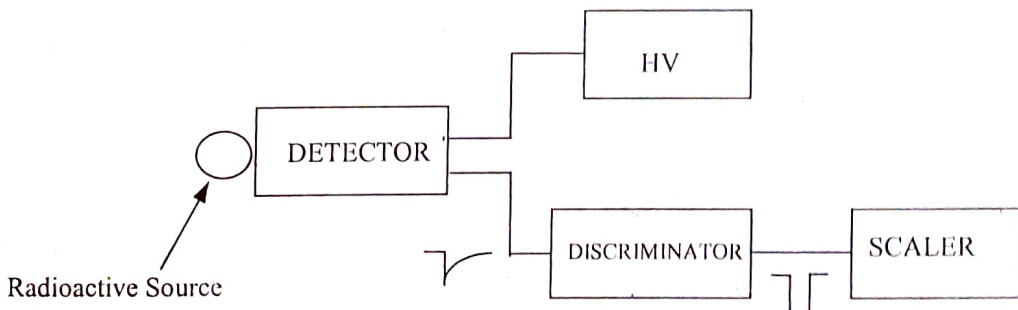 HV
DETECTOR
DISCRIMINATOR
SCALER
Radioactive Source